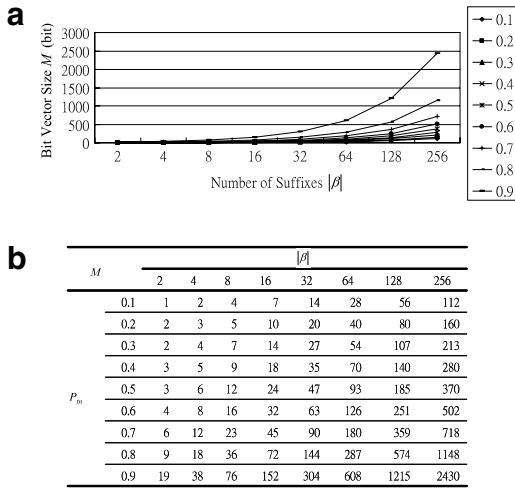 a
Bit Vector Size M (bit)
3000
2500
2000
1500
1000
500
0
2 4 8 16 32 64 128 256
Number of Suffixes |β|
0.1
0.2
0.3
0.4
0.5
0.6
0.7
0.8
0.9
b
M |β|
2 4 8 16 32 64 128 256
0.1 1 2 4 7 14 28 56 112
0.2 2 3 5 10 20 40 80 160
0.3 2 4 7 14 27 54 107 213
0.4 3 5 9 18 35 70 140 280
P_m 0.5 3 6 12 24 47 93 185 370
0.6 4 8 16 32 63 126 251 502
0.7 6 12 23 45 90 180 359 718
0.8 9 18 36 72 144 287 574 1148
0.9 19 38 76 152 304 608 1215 2430